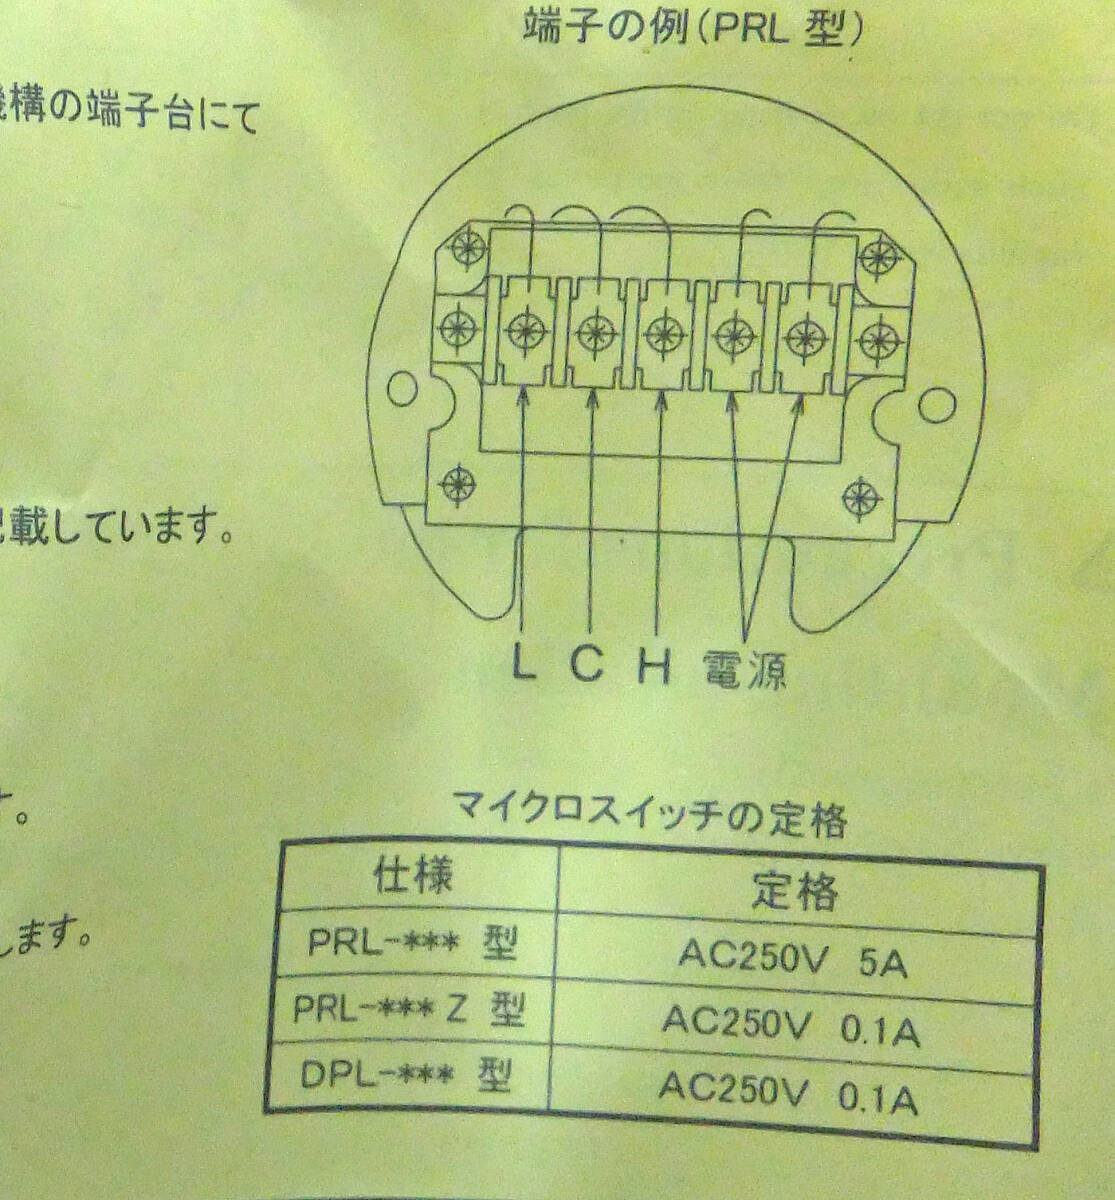 端子の例(PRL 型)
構の端子台にて
載しています。
L C H 電源
す。
マイクロスイッチの定格
仕様 定格
します。
PRL-*** 型 AC250V 5A
PRL-*** Z 型 AC250V 0.1A
DPL-*** 型 AC250V 0.1A